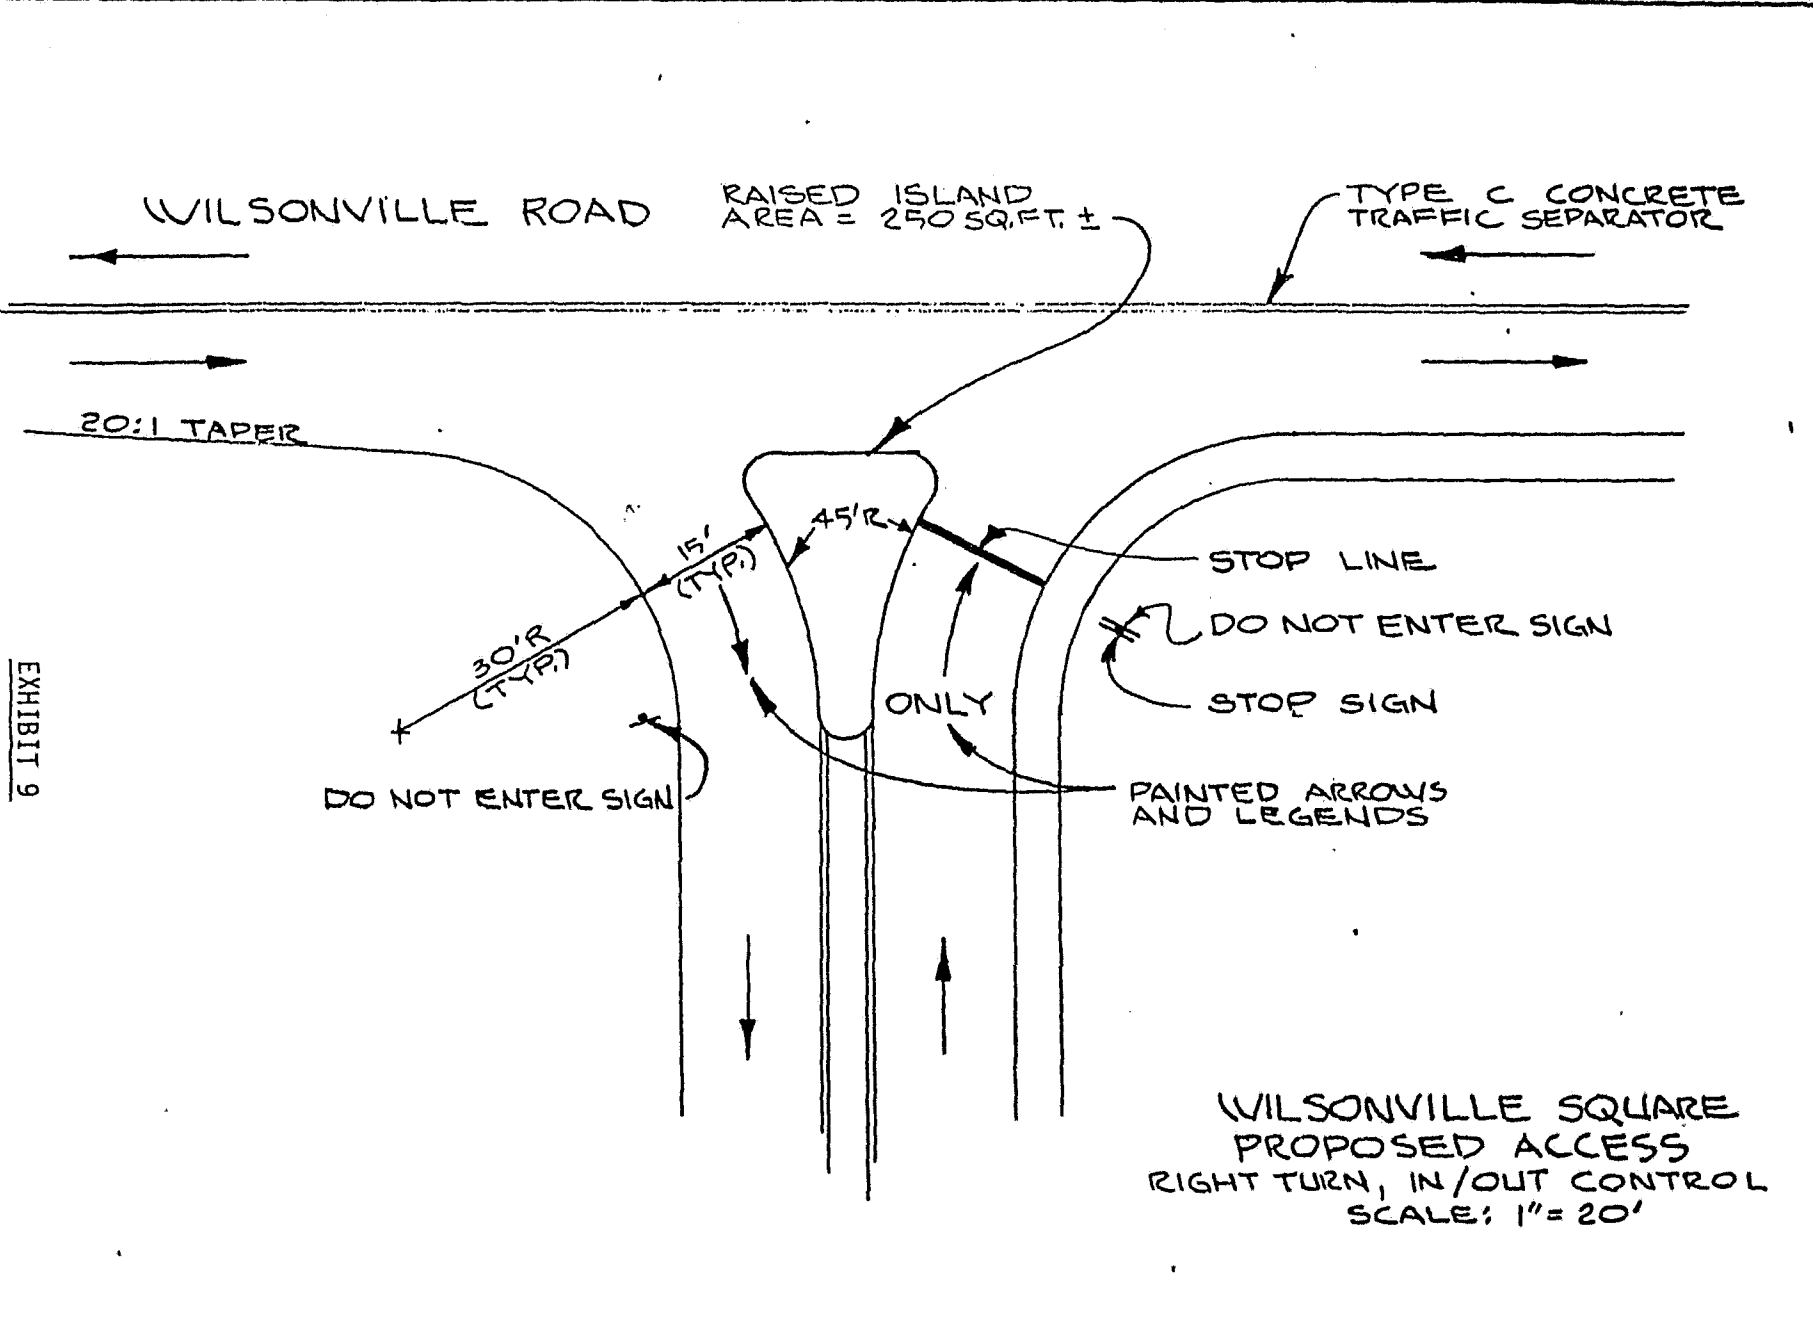 WILSONVILLE ROAD
RAISED ISLAND
AREA = 250 SQ.FT. ±
TYPE C CONCRETE
TRAFFIC SEPARATOR
20:1 TAPER
15'
(TYP.)
45'R
30'R
(TYP.)
STOP LINE
DO NOT ENTER SIGN
STOP SIGN
ONLY
DO NOT ENTER SIGN
PAINTED ARROWS
AND LEGENDS
EXHIBIT 9
WILSONVILLE SQUARE
PROPOSED ACCESS
RIGHT TURN, IN/OUT CONTROL
SCALE: 1"= 20'